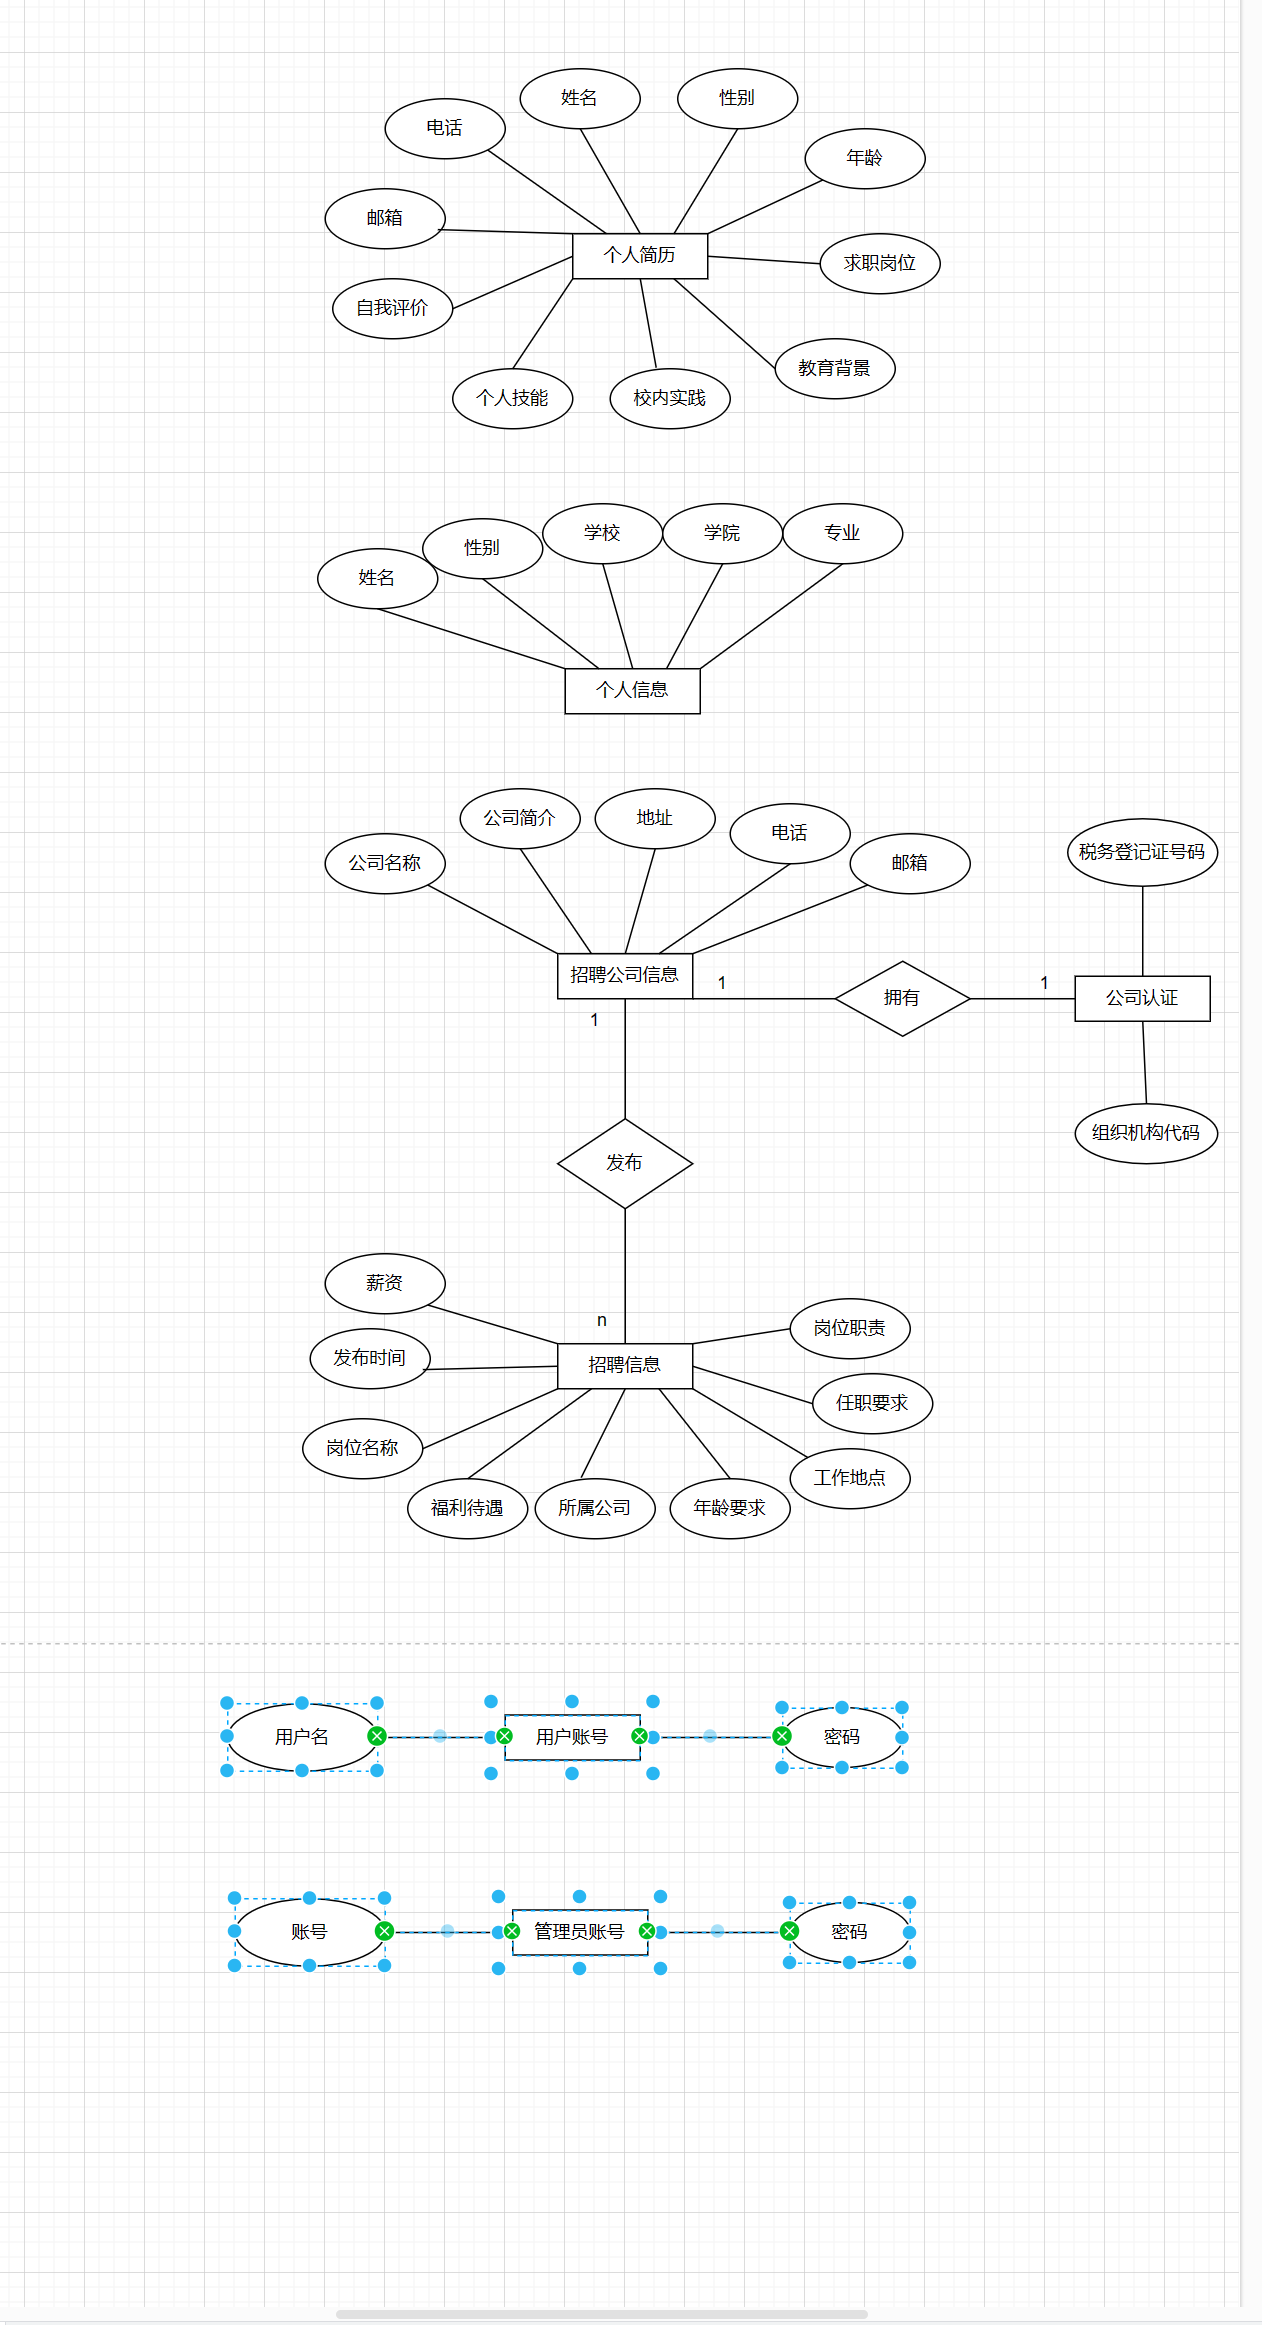 姓名
性别
电话
年龄
邮箱
个人简历
求职岗位
自我评价
教育背景
个人技能
校内实践
学校
学院
专业
性别
姓名
个人信息
公司简介
地址
电话
公司名称
邮箱
税务登记证号码
招聘公司信息
1
拥有
1
公司认证
1
组织机构代码
发布
薪资
n
岗位职责
发布时间
招聘信息
任职要求
岗位名称
工作地点
福利待遇
所属公司
年龄要求
用户名
用户账号
密码
账号
管理员账号
密码